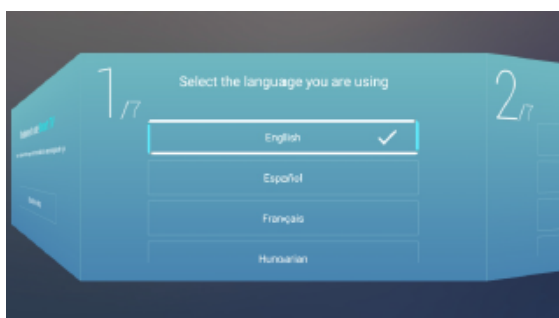 1/7
Select the language you are using
English
Español
Français
Hungarian
2/7